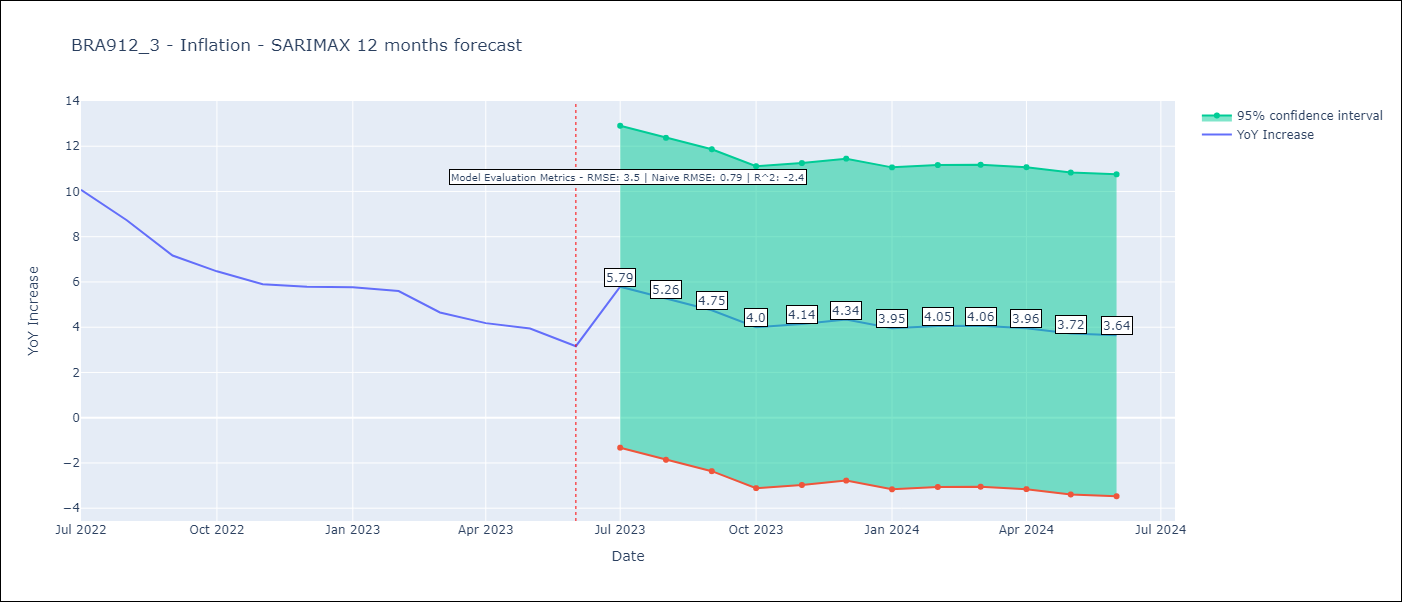 BRA912_3 - Inflation - SARIMAX 12 months forecast
95% confidence interval
YoY Increase
14
12
10
8
6
4
2
0
−2
−4
YoY Increase
Model Evaluation Metrics - RMSE: 3.5 | Naive RMSE: 0.79 | R^2: -2.4
5.79
5.26
4.75
4.0
4.14
4.34
3.95
4.05
4.06
3.96
3.72
3.64
Jul 2022
Oct 2022
Jan 2023
Apr 2023
Jul 2023
Oct 2023
Jan 2024
Apr 2024
Jul 2024
Date